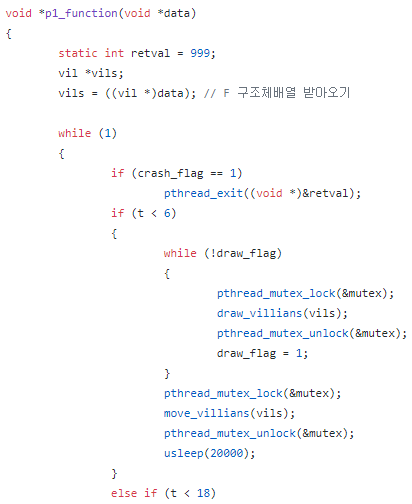 void *p1_function(void *data)
{
static int retval = 999;
vil *vils;
vils = ((vil *)data); // F 구조체배열 받아오기
while (1)
{
if (crash_flag == 1)
pthread_exit((void *)&retval);
if (t < 6)
{
while (!draw_flag)
{
pthread_mutex_lock(&mutex);
draw_villians(vils);
pthread_mutex_unlock(&mutex);
draw_flag = 1;
}
pthread_mutex_lock(&mutex);
move_villians(vils);
pthread_mutex_unlock(&mutex);
usleep(20000);
}
else if (t < 18)